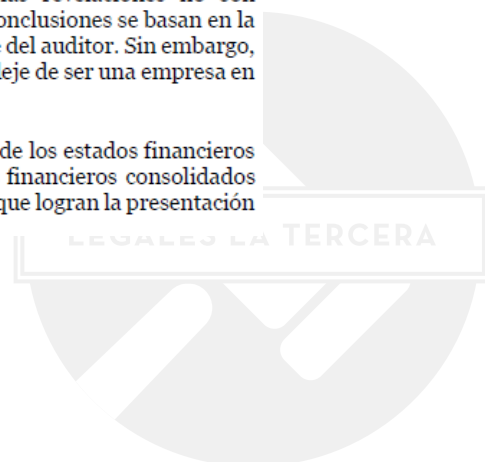 onclusiones se basan en la
del auditor. Sin embargo,
eje de ser una empresa en
de los estados financieros
financieros consolidados
que logran la presentación
LEGALES LA TERCERA